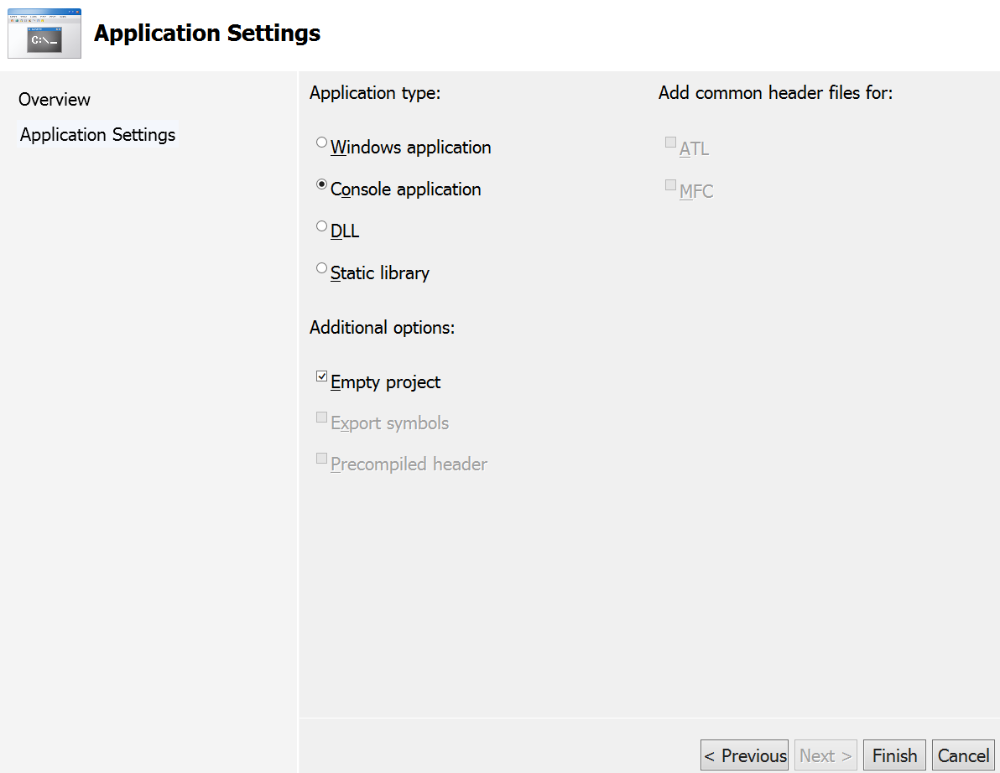 C:\_
Application Settings
Overview
Application Settings
Application type:
Windows application
Console application
DLL
Static library
Additional options:
Empty project
Export symbols
Precompiled header
Add common header files for:
ATL
MFC
< Previous
Next >
Finish
Cancel